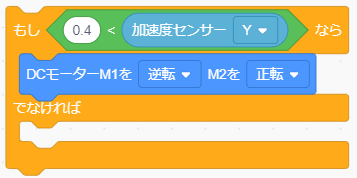 もし 0.4 < 加速度センサー Y なら
DCモーターM1を 逆転 M2を 正転
でなければ